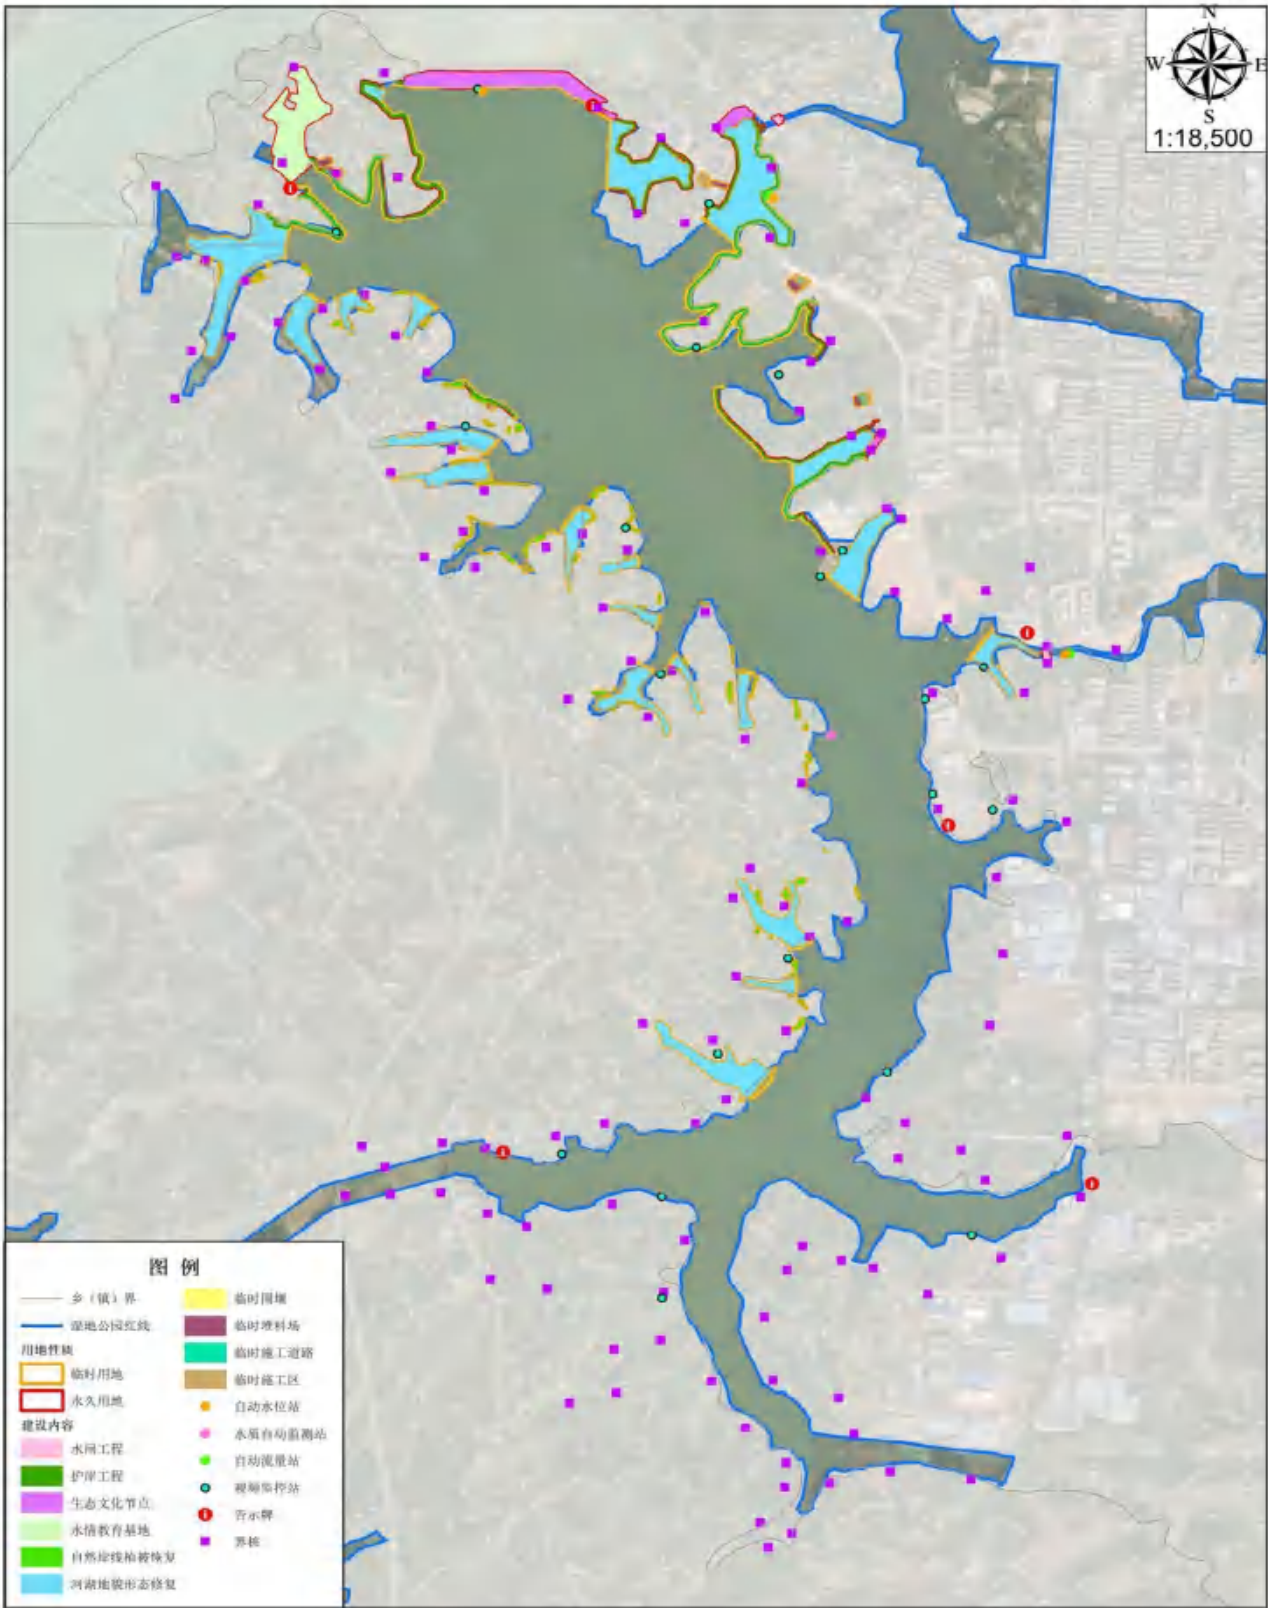 N
W E
S
1:18,500
图 例
乡（镇）界
湿地公园红线
用地性质
临时用地
永久用地
建设内容
水闸工程
护岸工程
生态文化节点
水情教育基地
自然岸线植被恢复
河湖地貌形态修复
临时围堰
临时堆料场
临时施工道路
临时施工区
自动水位站
水质自动监测站
自动流量站
视频监控站
告示牌
界桩